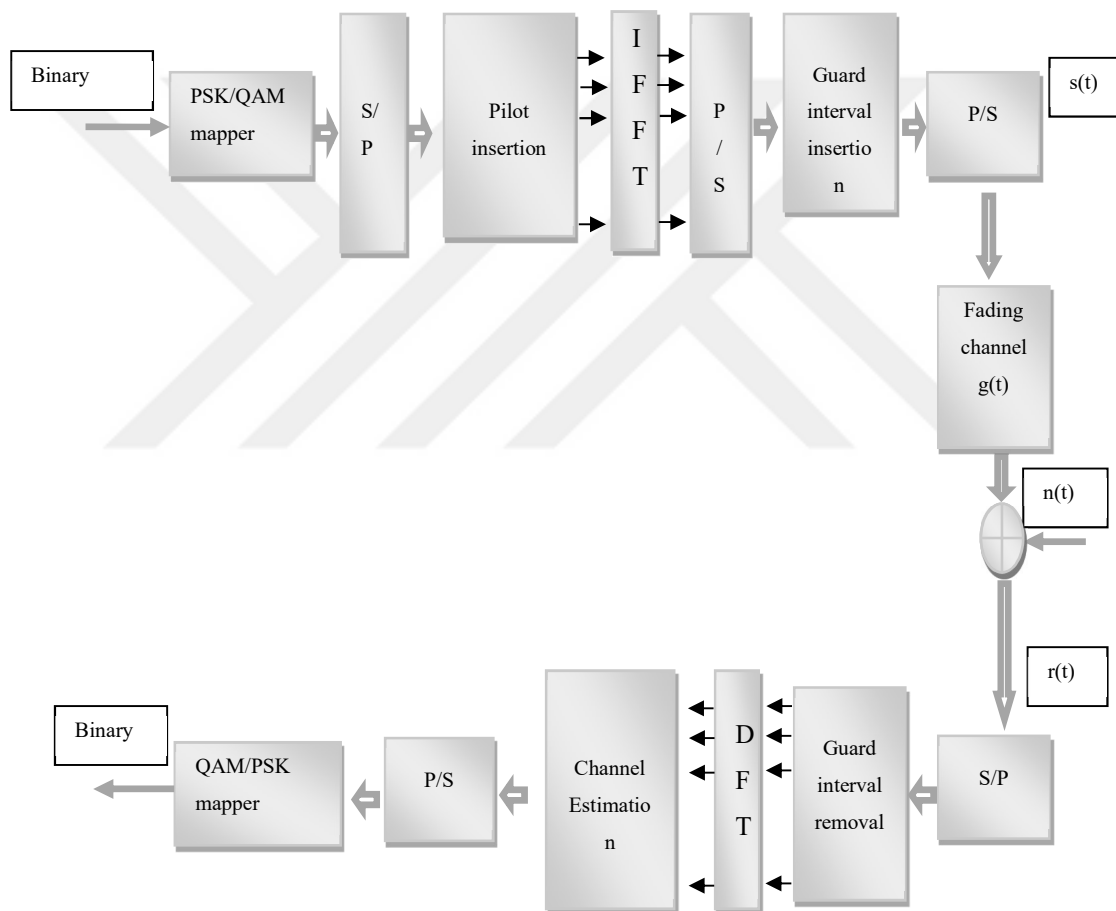 Binary
PSK/QAM
mapper
S/
P
Pilot
insertion
I
F
F
T
P
/
S
Guard
interval
insertio
n
P/S
s(t)
Fading
channel
g(t)
n(t)
r(t)
S/P
Guard
interval
removal
D
F
T
Channel
Estimatio
n
P/S
QAM/PSK
mapper
Binary